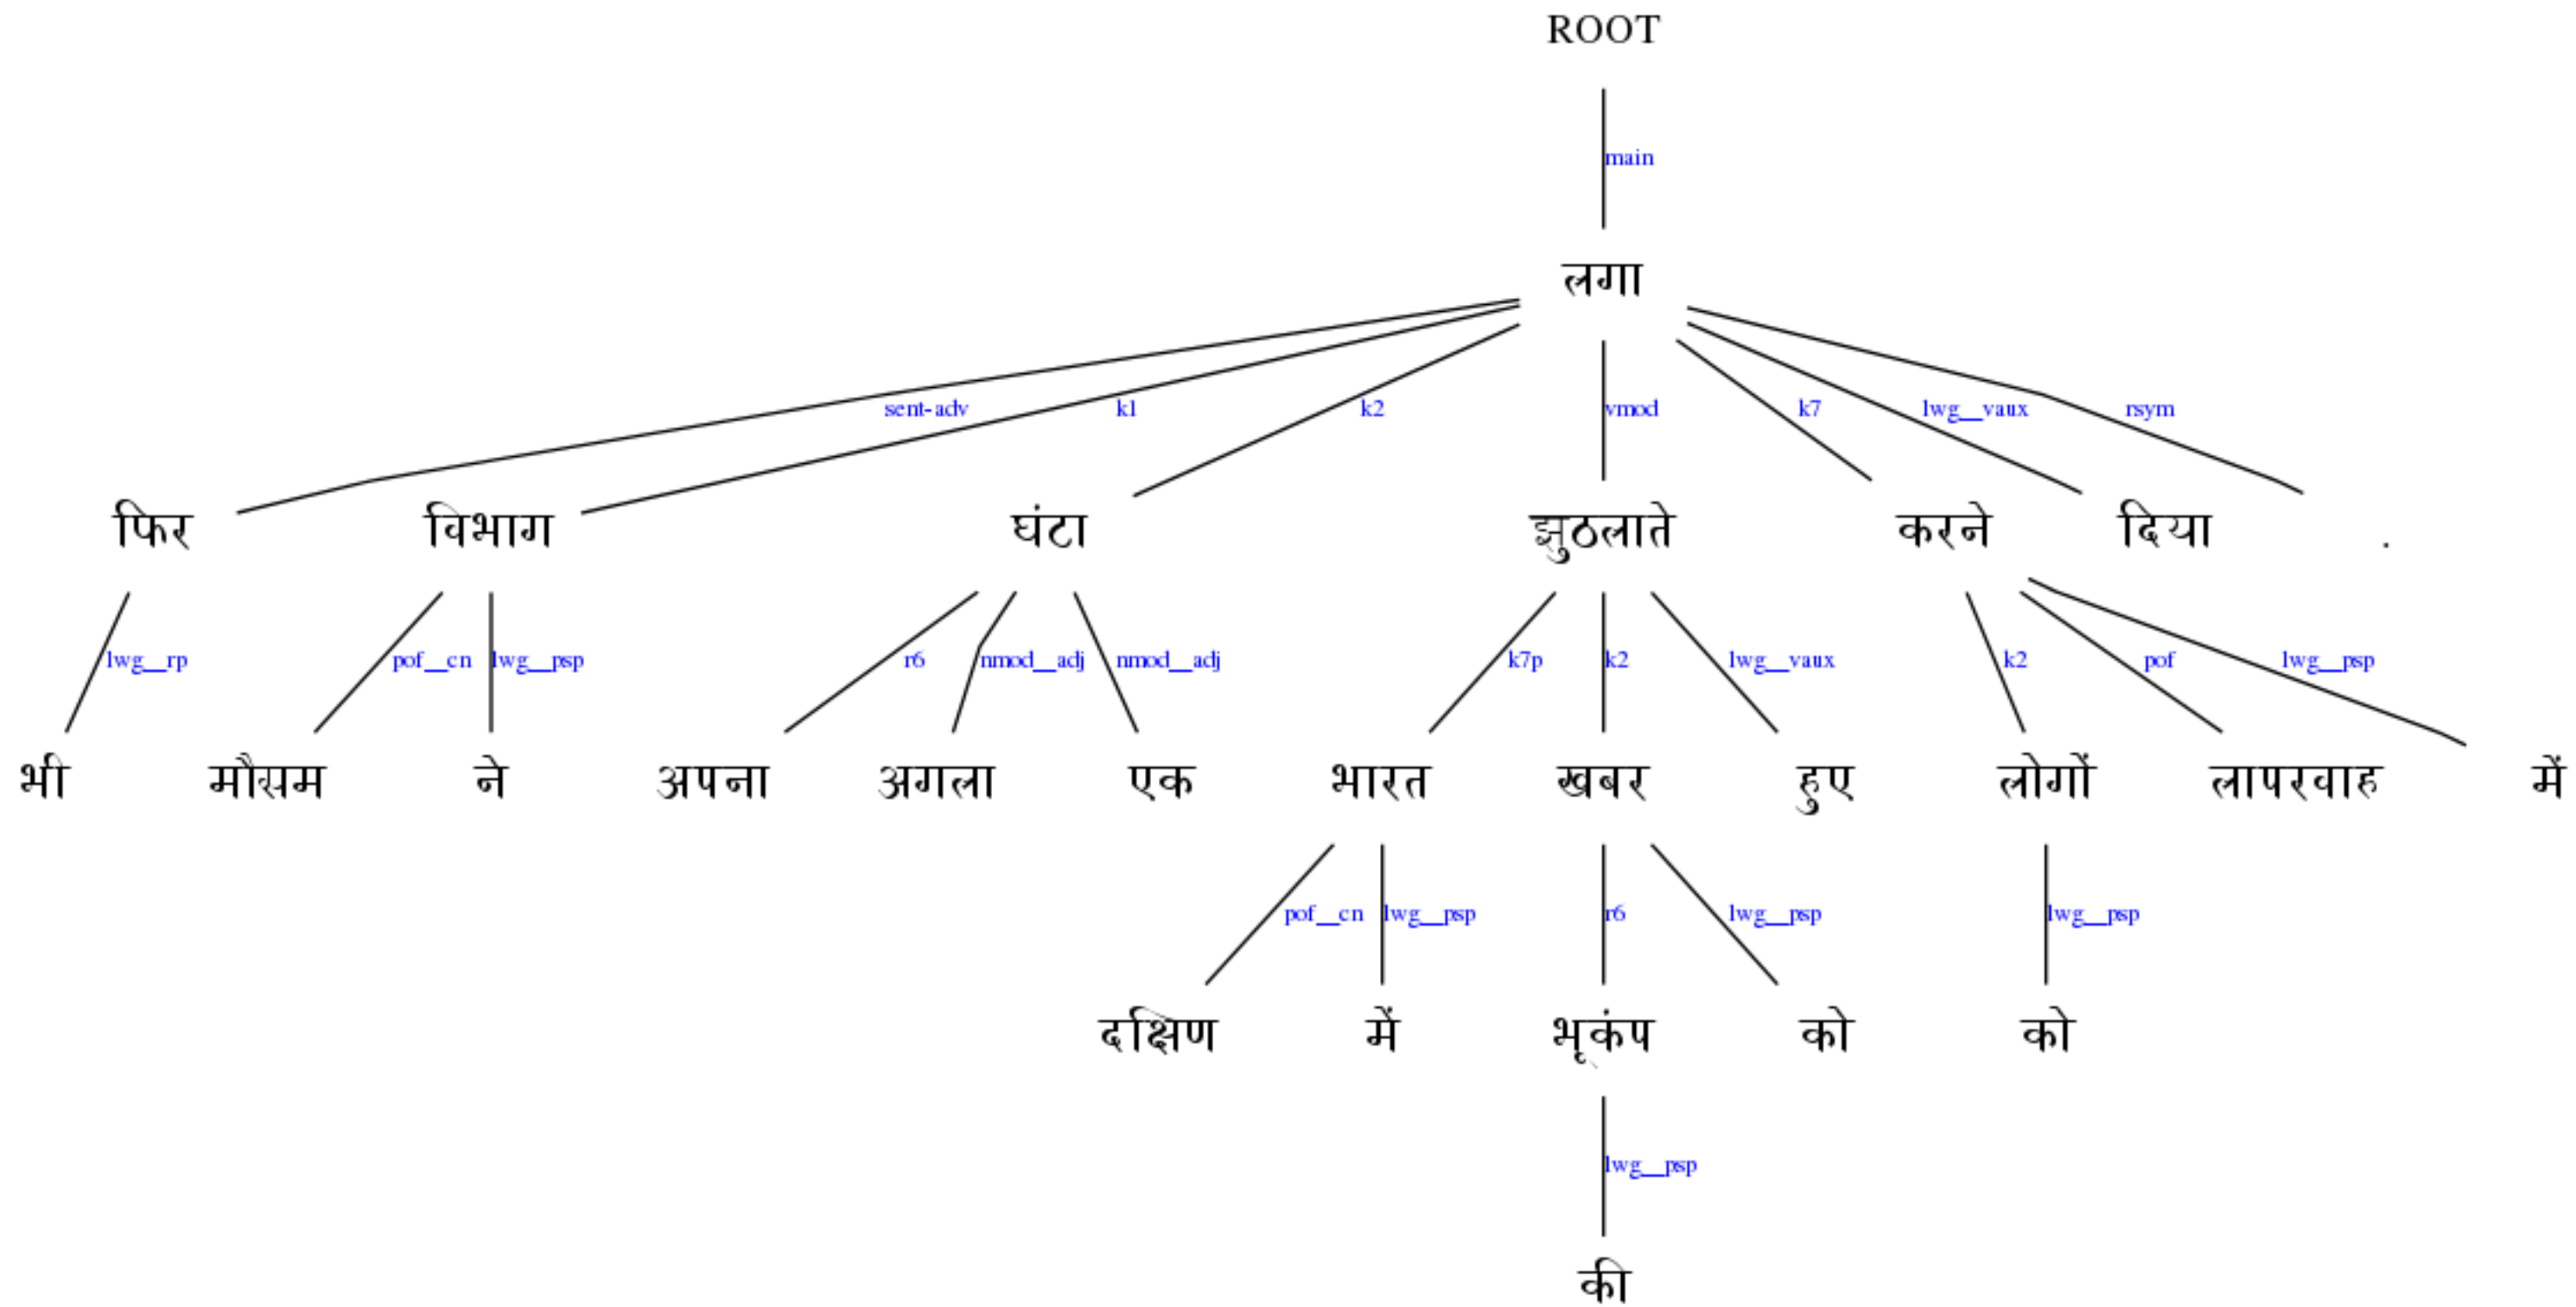 ROOT
main
लगा
sent-adv k1 k2 vmod k7 lwg__vaux rsym
फिर विभाग घंटा झुठलाते करने दिया .
lwg__rp pof__cn lwg__psp r6 nmod__adj nmod__adj k7p k2 lwg__vaux k2 pof lwg__psp
भी मौसम ने अपना अगला एक भारत खबर हुए लोगों लापरवाह में
pof__cn lwg__psp r6 lwg__psp lwg__psp
दक्षिण में भूकंप को को
lwg__psp
की